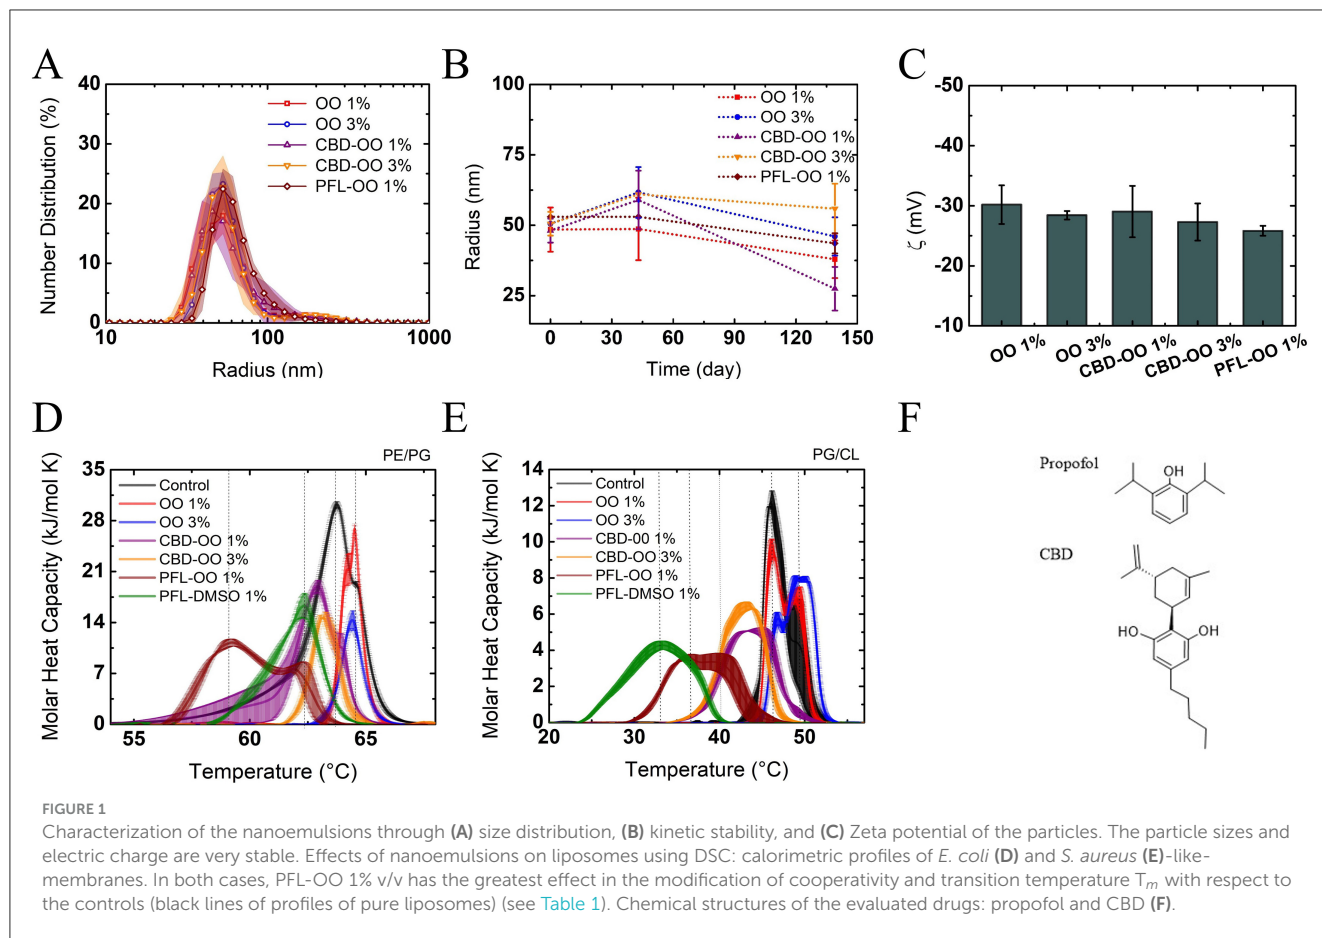 A
Number Distribution (%)
40
30
20
10
0
10
100
1000
Radius (nm)
OO 1%
OO 3%
CBD-OO 1%
CBD-OO 3%
PFL-OO 1%
B
Radius (nm)
100
75
50
25
0
30
60
90
120
150
Time (day)
OO 1%
OO 3%
CBD-OO 1%
CBD-OO 3%
PFL-OO 1%
C
ζ (mV)
-50
-40
-30
-20
-10
OO 1%
OO 3%
CBD-OO 1%
CBD-OO 3%
PFL-OO 1%
D
PE/PG
Molar Heat Capacity (kJ/mol K)
35
28
21
14
7
0
55
60
65
Temperature (°C)
Control
OO 1%
OO 3%
CBD-OO 1%
CBD-OO 3%
PFL-OO 1%
PFL-DMSO 1%
E
PG/CL
Molar Heat Capacity (kJ/mol K)
14
12
10
8
6
4
2
0
20
30
40
50
Temperature (°C)
Control
OO 1%
OO 3%
CBD-00 1%
CBD-OO 3%
PFL-OO 1%
PFL-DMSO 1%
F
Propofol
OH
CBD
HO
OH
FIGURE 1
Characterization of the nanoemulsions through (A) size distribution, (B) kinetic stability, and (C) Zeta potential of the particles. The particle sizes and
electric charge are very stable. Effects of nanoemulsions on liposomes using DSC: calorimetric profiles of E. coli (D) and S. aureus (E)-like-
membranes. In both cases, PFL-OO 1% v/v has the greatest effect in the modification of cooperativity and transition temperature Tm with respect to
the controls (black lines of profiles of pure liposomes) (see Table 1). Chemical structures of the evaluated drugs: propofol and CBD (F).